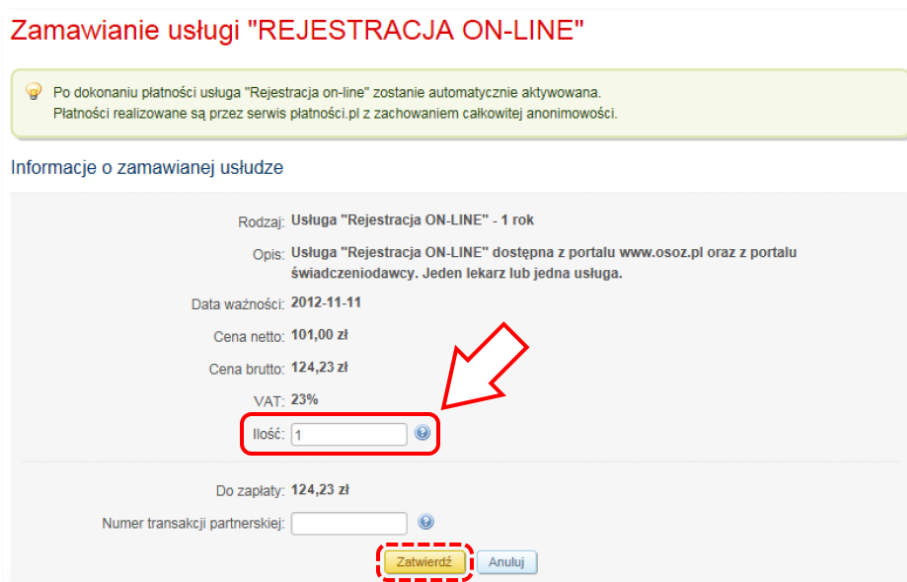 Zamawianie usługi "REJESTRACJA ON-LINE"
Po dokonaniu płatności usługa "Rejestracja on-line" zostanie automatycznie aktywowana.
Płatności realizowane są przez serwis płatności.pl z zachowaniem całkowitej anonimowości.
Informacje o zamawianej usłudze
Rodzaj: Usługa "Rejestracja ON-LINE" - 1 rok
Opis: Usługa "Rejestracja ON-LINE" dostępna z portalu www.osoz.pl oraz z portalu
świadczeniodawcy. Jeden lekarz lub jedna usługa.
Data ważności: 2012-11-11
Cena netto: 101,00 zł
Cena brutto: 124,23 zł
VAT: 23%
Ilość: 1
Do zapłaty: 124,23 zł
Numer transakcji partnerskiej:
Zatwierdź Anuluj